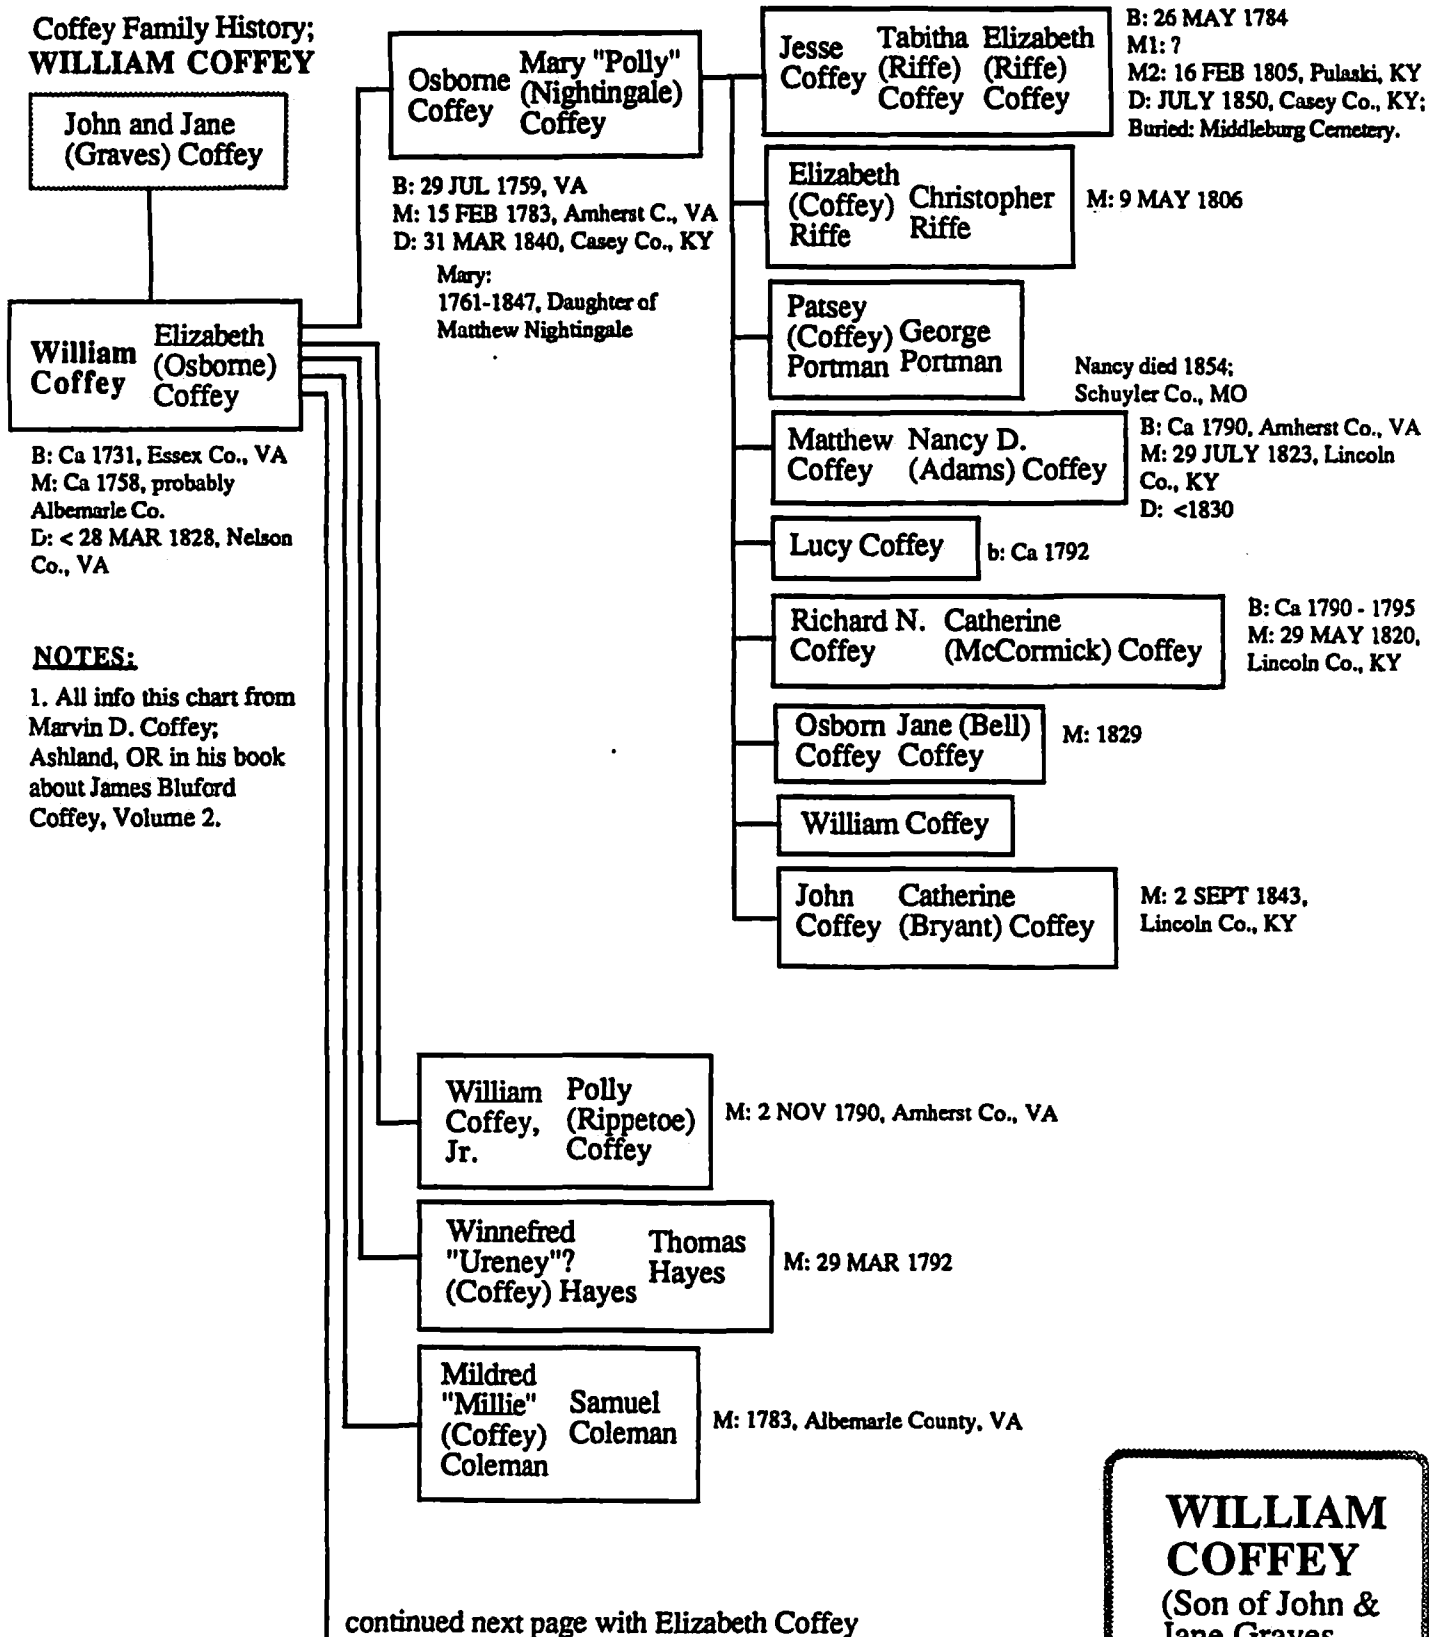 Coffey Family History;
WILLIAM COFFEY
John and Jane
(Graves) Coffey
William
Coffey
Elizabeth
(Osborne)
Coffey
B: Ca 1731, Essex Co., VA
M: Ca 1758, probably
Albemarle Co.
D: < 28 MAR 1828, Nelson
Co., VA
NOTES:
1. All info this chart from
Marvin D. Coffey;
Ashland, OR in his book
about James Bluford
Coffey, Volume 2.
Osborne
Coffey
Mary "Polly"
(Nightingale)
Coffey
B: 29 JUL 1759, VA
M: 15 FEB 1783, Amherst C., VA
D: 31 MAR 1840, Casey Co., KY
Mary:
1761-1847, Daughter of
Matthew Nightingale
Jesse
Coffey
Tabitha
(Riffe)
Coffey
Elizabeth
(Riffe)
Coffey
B: 26 MAY 1784
M1: ?
M2: 16 FEB 1805, Pulaski, KY
D: JULY 1850, Casey Co., KY;
Buried: Middleburg Cemetery.
Elizabeth
(Coffey)
Riffe
Christopher
Riffe
M: 9 MAY 1806
Patsey
(Coffey)
Portman
George
Portman
Nancy died 1854;
Schuyler Co., MO
Matthew
Coffey
Nancy D.
(Adams) Coffey
B: Ca 1790, Amherst Co., VA
M: 29 JULY 1823, Lincoln
Co., KY
D: <1830
Lucy Coffey
b: Ca 1792
Richard N.
Coffey
Catherine
(McCormick) Coffey
B: Ca 1790 - 1795
M: 29 MAY 1820,
Lincoln Co., KY
Osborn
Coffey
Jane (Bell)
Coffey
M: 1829
William Coffey
John
Coffey
Catherine
(Bryant) Coffey
M: 2 SEPT 1843,
Lincoln Co., KY
William
Coffey,
Jr.
Polly
(Rippetoe)
Coffey
M: 2 NOV 1790, Amherst Co., VA
Winnefred
"Ureney"?
(Coffey) Hayes
Thomas
Hayes
M: 29 MAR 1792
Mildred
"Millie"
(Coffey)
Coleman
Samuel
Coleman
M: 1783, Albemarle County, VA
continued next page with Elizabeth Coffey
WILLIAM
COFFEY
(Son of John &
Jane Graves